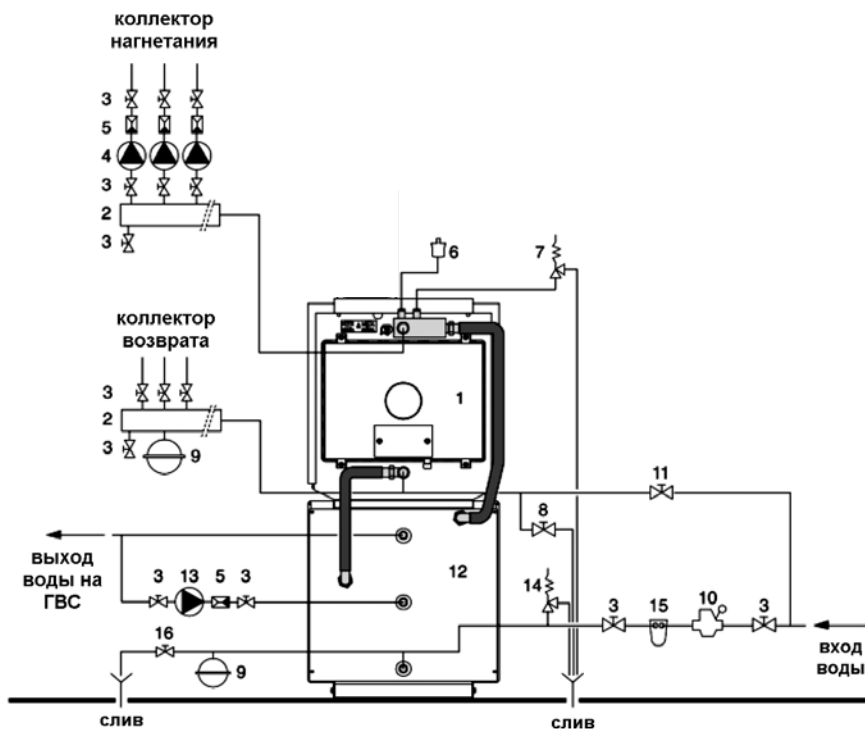 коллектор
нагнетания
3
5
4
3
2
3
6
7
коллектор
возврата
3
2
3
9
1
11
8
выход
воды на
ГВС
3 13 5 3
12
14
3 15 10 3
16
9
вход
воды
слив
слив